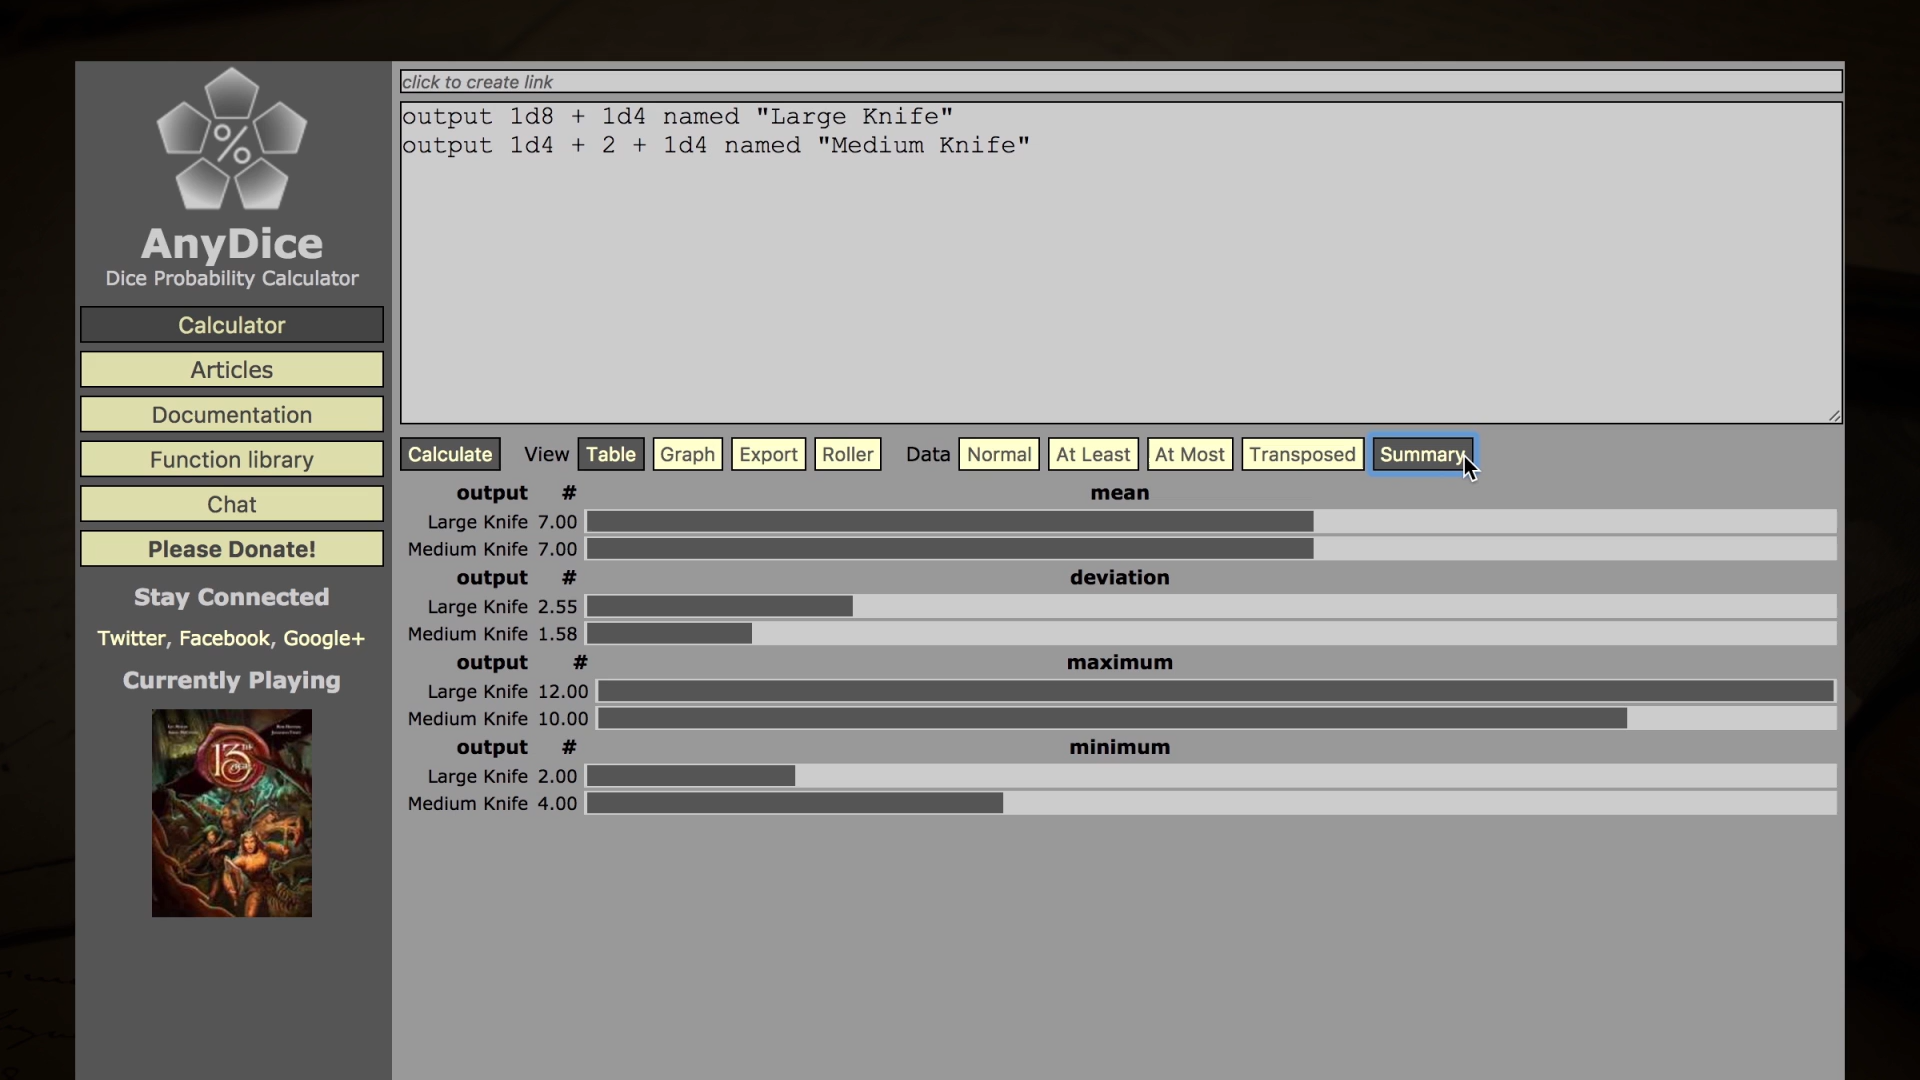 AnyDice
Dice Probability Calculator
Calculator
Articles
Documentation
Function library
Chat
Please Donate!
Stay Connected
Twitter, Facebook, Google+
Currently Playing
13TH
click to create link
output 1d8 + 1d4 named "Large Knife"
output 1d4 + 2 + 1d4 named "Medium Knife"
Calculate View Table Graph Export Roller Data Normal At Least At Most Transposed Summary
output # mean
Large Knife 7.00
Medium Knife 7.00
output # deviation
Large Knife 2.55
Medium Knife 1.58
output # maximum
Large Knife 12.00
Medium Knife 10.00
output # minimum
Large Knife 2.00
Medium Knife 4.00